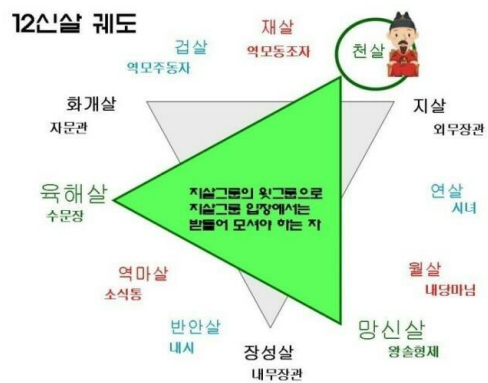 12신살 궤도
재살
역모동조자
천살
겁살
역모주동자
화개살
자문관
지살
외무장관
육해살
수문장
지살그룹의 윗그룹으로
지살그룹 입장에서는
받들어 모셔야 하는 자
연살
시녀
역마살
소식통
월살
내당마님
반안살
내시
장성살
내무장관
망신살
왕솔형제